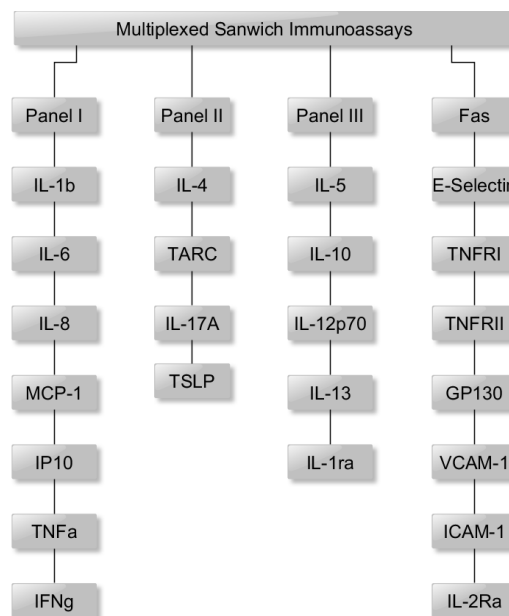 Multiplexed Sanwich Immunoassays
Panel I
IL-1b
IL-6
IL-8
MCP-1
IP10
TNFa
IFNg
Panel II
IL-4
TARC
IL-17A
TSLP
Panel III
IL-5
IL-10
IL-12p70
IL-13
IL-1ra
Fas
E-Selectin
TNFRI
TNFRII
GP130
VCAM-1
ICAM-1
IL-2Ra